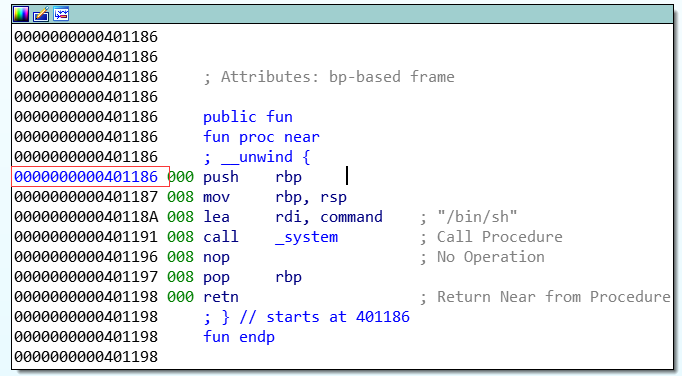 0000000000401186
0000000000401186
0000000000401186 ; Attributes: bp-based frame
0000000000401186
0000000000401186 public fun
0000000000401186 fun proc near
0000000000401186 ; __unwind {
0000000000401186 000 push rbp
0000000000401187 008 mov rbp, rsp
000000000040118A 008 lea rdi, command ; "/bin/sh"
0000000000401191 008 call _system ; Call Procedure
0000000000401196 008 nop ; No Operation
0000000000401197 008 pop rbp
0000000000401198 000 retn ; Return Near from Procedure
0000000000401198 ; } // starts at 401186
0000000000401198 fun endp
0000000000401198